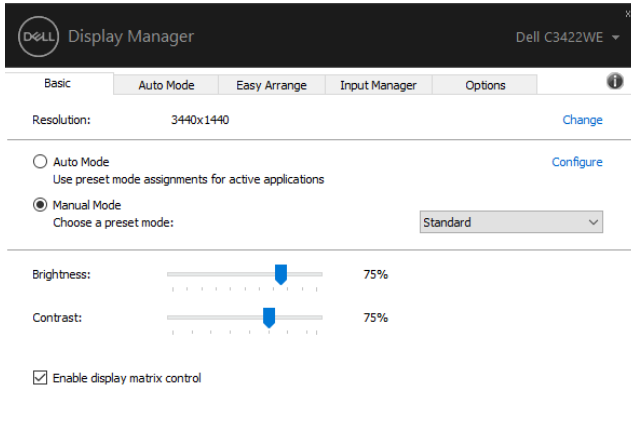 DELL Display Manager
Dell C3422WE
x
Basic Auto Mode Easy Arrange Input Manager Options i
Resolution: 3440x1440 Change
Auto Mode Configure
Use preset mode assignments for active applications
Manual Mode
Choose a preset mode: Standard
Brightness: 75%
Contrast: 75%
Enable display matrix control